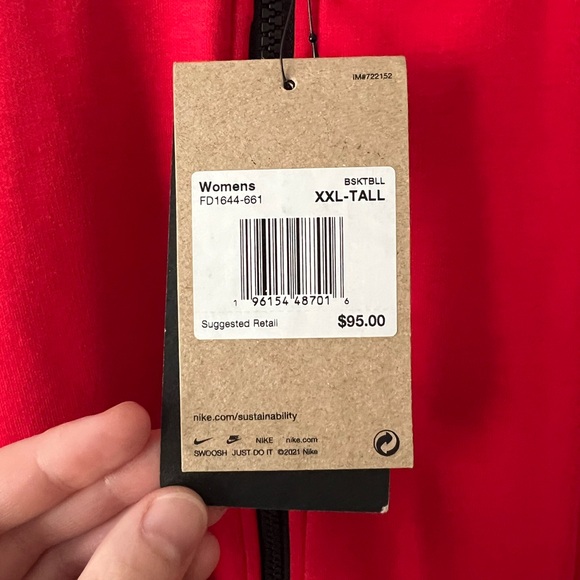 IM#722152
Womens BSKTBLL
FD1644-661 XXL-TALL
1 96154 48701 6
Suggested Retail $95.00
nike.com/sustainability
NIKE nike.com
SWOOSH JUST DO IT ©2021 Nike